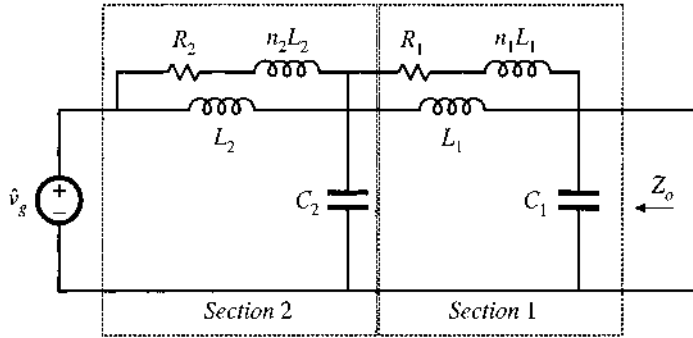 R₂
n₂L₂
R₁
n₁L₁
L₂
L₁
v̂g
+
−
C₂
C₁
Zₒ
Section 2
Section 1